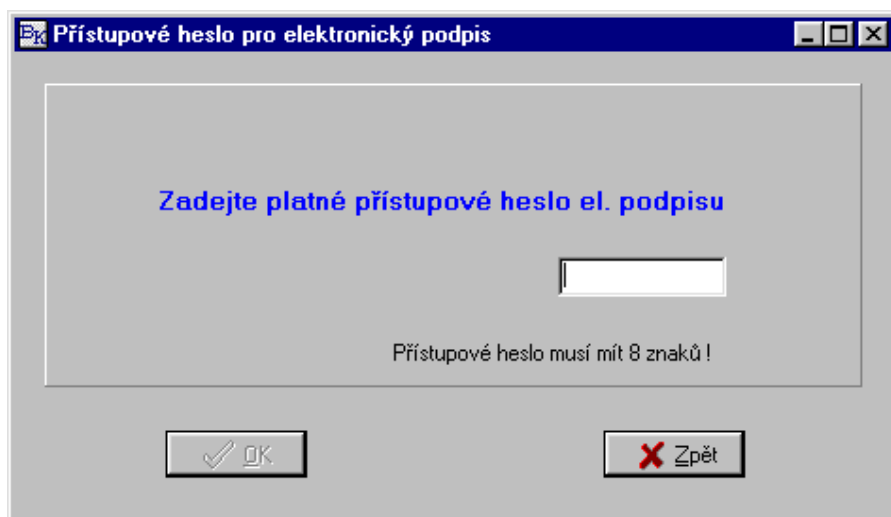 BK Přístupové heslo pro elektronický podpis
Zadejte platné přístupové heslo el. podpisu
Přístupové heslo musí mít 8 znaků !
OK
Zpět